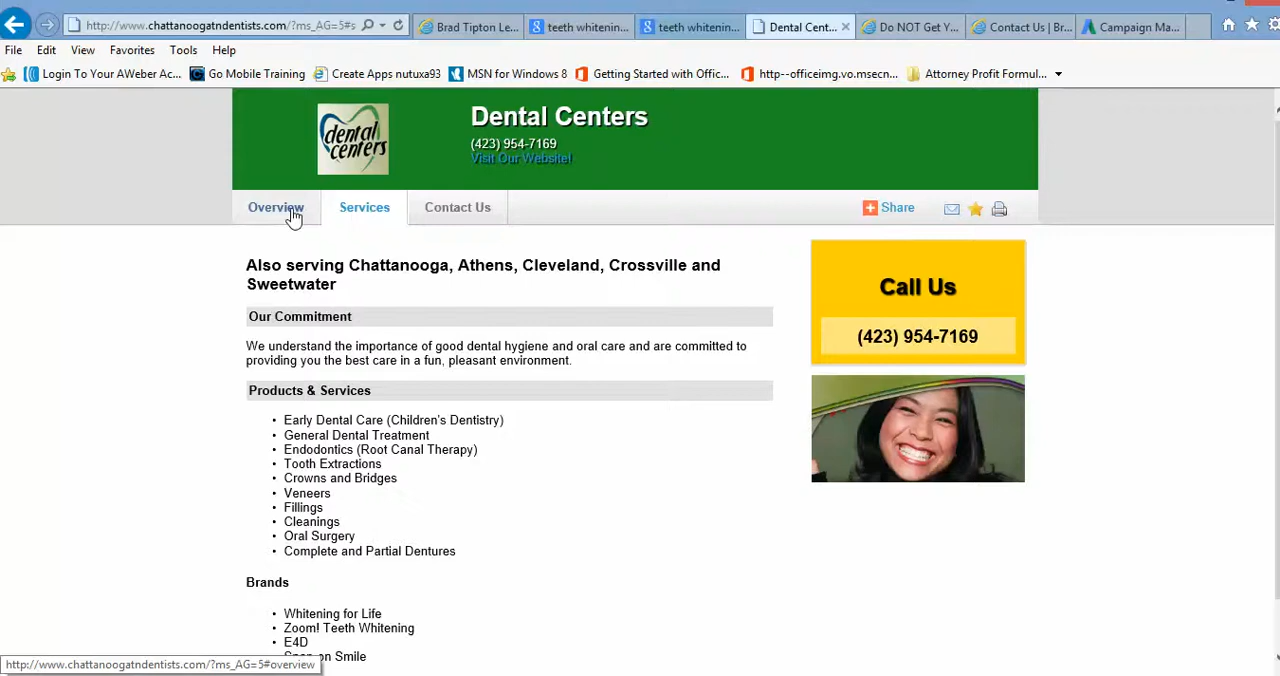 http://www.chattanoogatndentists.com/?ms_AG=5#s
Brad Tipton Le...
teeth whitenin...
teeth whitenin...
Dental Cent...
Do NOT Get Y...
Contact Us | Br...
Campaign Ma...
File Edit View Favorites Tools Help
Login To Your AWeber Ac...
Go Mobile Training
Create Apps nutuxa93
MSN for Windows 8
Getting Started with Offic...
http--officeimg.vo.msecn...
Attorney Profit Formul...
dental centers
Dental Centers
(423) 954-7169
Visit Our Website!
Overview
Services
Contact Us
Share
Also serving Chattanooga, Athens, Cleveland, Crossville and
Sweetwater
Our Commitment
We understand the importance of good dental hygiene and oral care and are committed to
providing you the best care in a fun, pleasant environment.
Products & Services
Early Dental Care (Children's Dentistry)
General Dental Treatment
Endodontics (Root Canal Therapy)
Tooth Extractions
Crowns and Bridges
Veneers
Fillings
Cleanings
Oral Surgery
Complete and Partial Dentures
Brands
Whitening for Life
Zoom! Teeth Whitening
E4D
on Smile
Call Us
(423) 954-7169
http://www.chattanoogatndentists.com/?ms_AG=5#overview